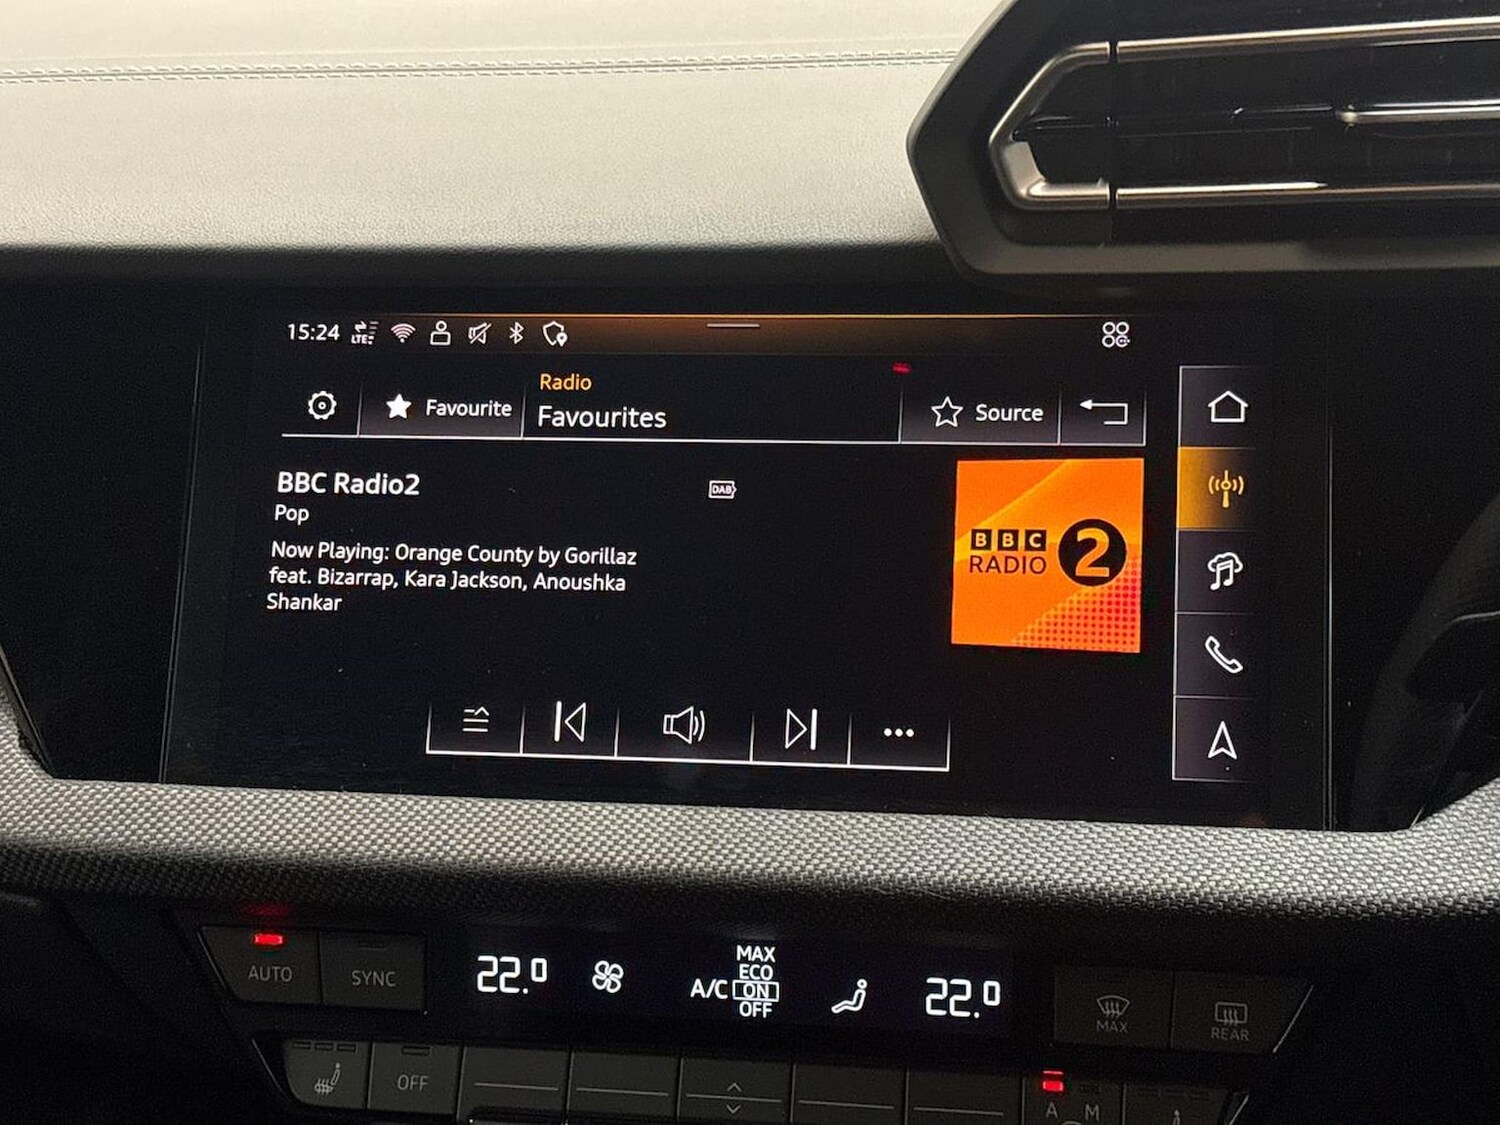 15:24 LTE
Favourite
Radio
Favourites
Source
BBC Radio2
DAB
Pop
Now Playing: Orange County by Gorillaz
feat. Bizarrap, Kara Jackson, Anoushka
Shankar
BBC
RADIO 2
AUTO
SYNC
22.0
A/C
MAX
ECO
ON
OFF
22.0
MAX
REAR
OFF
A M